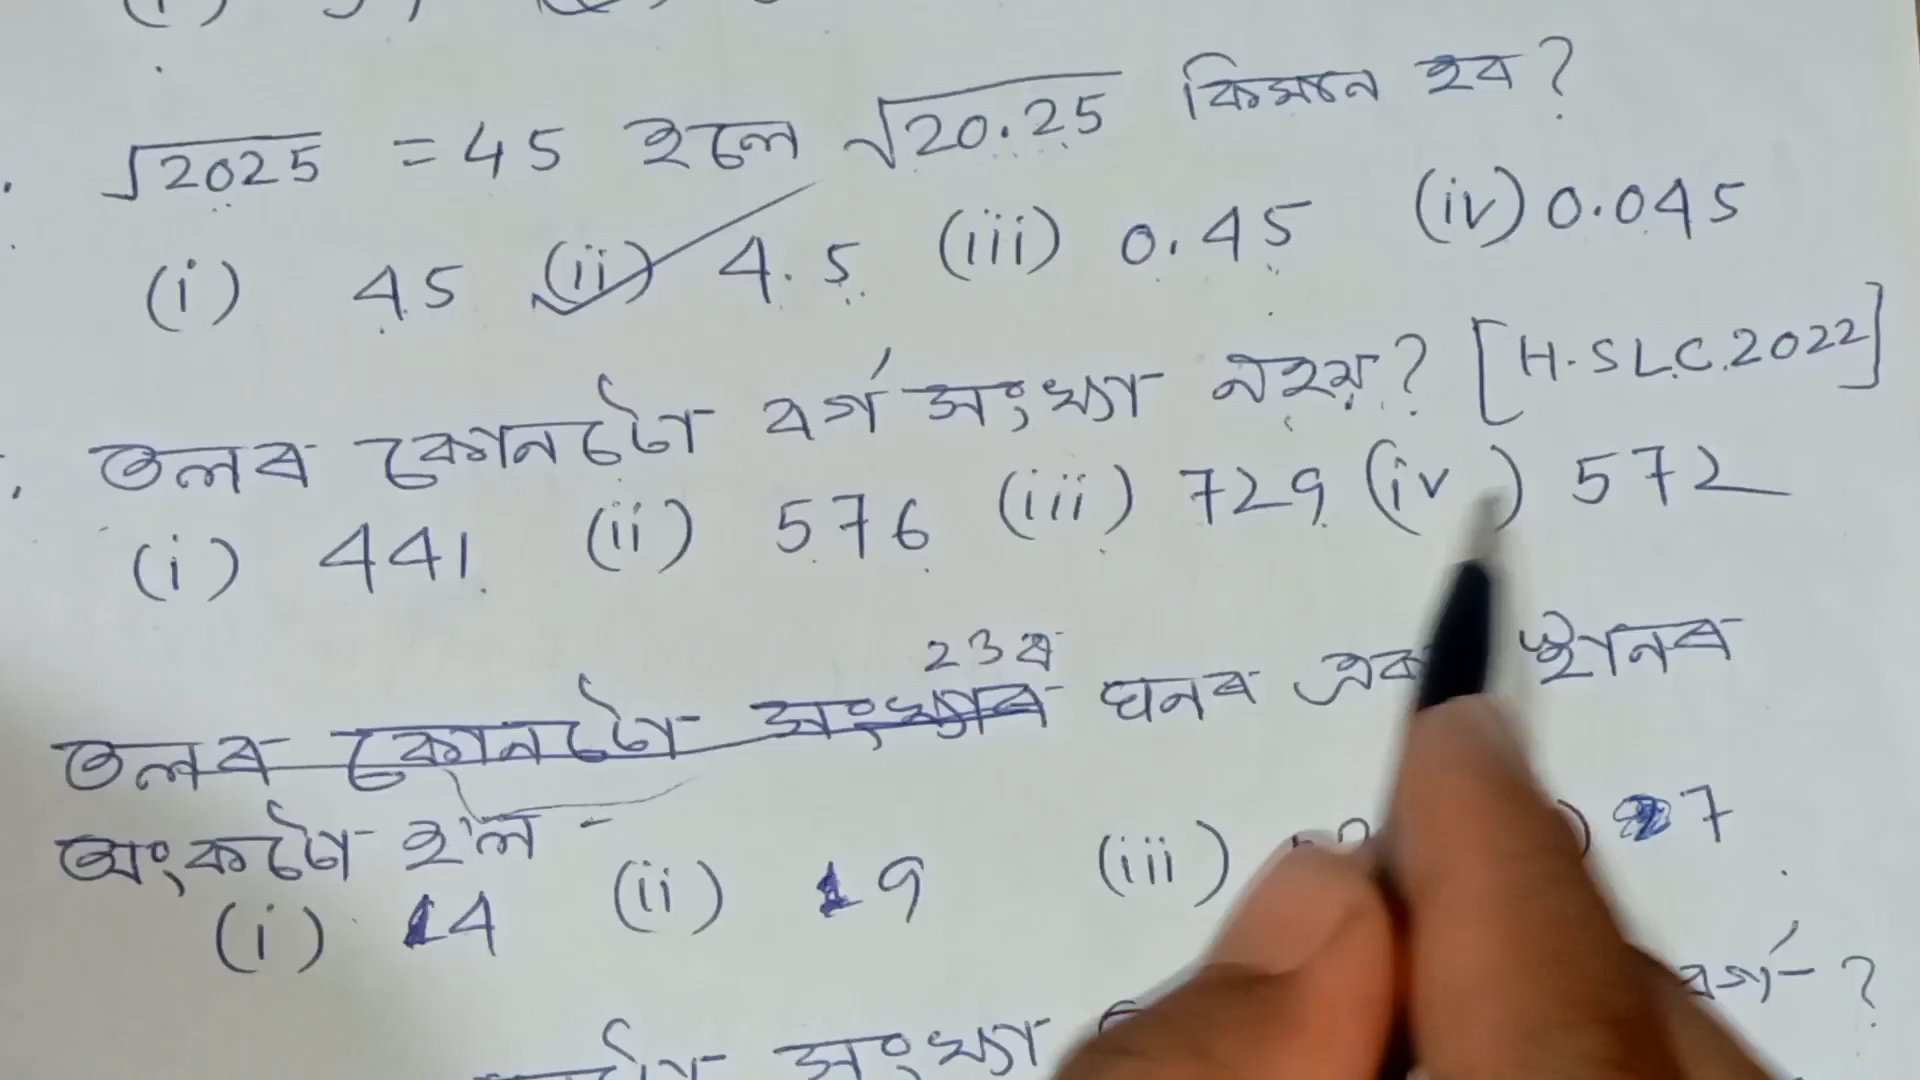 √2025 = 45 হলে √20.25 কিমান হব?
(i) 45 (ii) 4.5 (iii) 0.45 (iv) 0.045
তলৰ কোনটো বৰ্গ সংখ্যা নহয়? [H.SLC.2022]
(i) 441 (ii) 576 (iii) 729 (iv) 572
23ৰ
তলৰ কোনটো সংখ্যাৰ ঘনৰ স্থানৰ
অংকটো হ'ল -
(i) 4 (ii) 9 (iii) 7
বৰ্গ ?
সংখ্যা